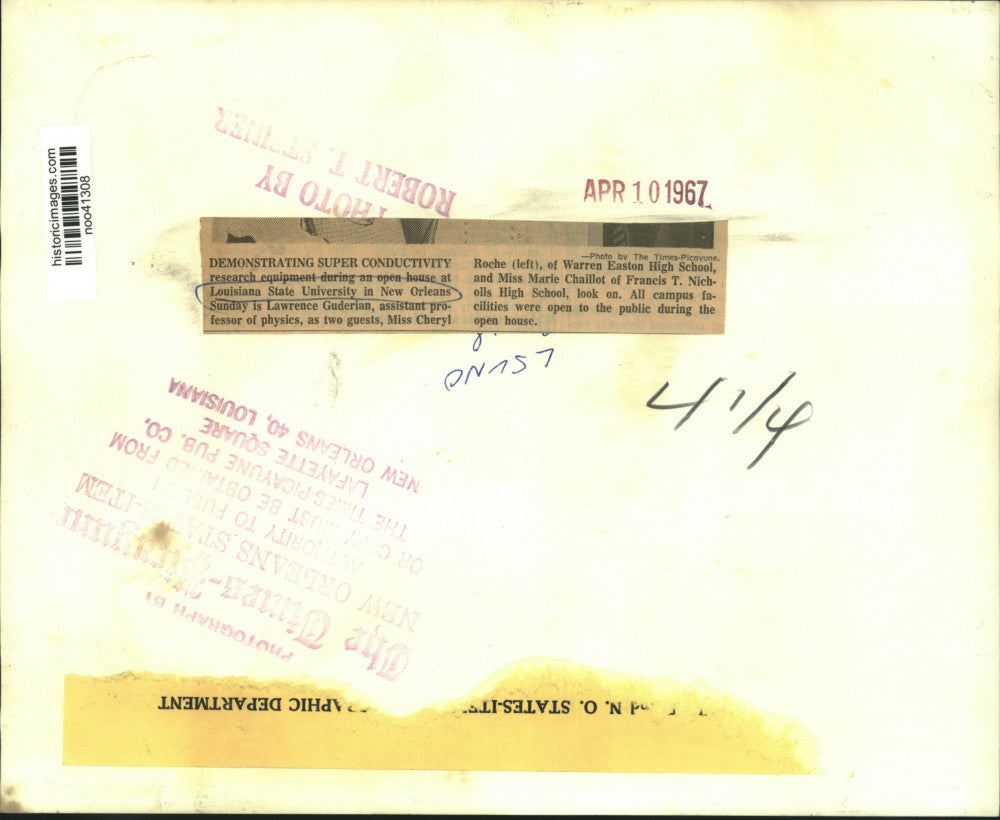 historicimages.com
noo41308
PHOTO BY
ROBERT T. STEINER
APR 10 1967
—Photo by The Times-Picayune.
DEMONSTRATING SUPER CONDUCTIVITY
research equipment during an open house at
Louisiana State University in New Orleans
Sunday is Lawrence Guderian, assistant pro-
fessor of physics, as two guests, Miss Cheryl
Roche (left), of Warren Easton High School,
and Miss Marie Chaillot of Francis T. Nich-
olls High School, look on. All campus fa-
cilities were open to the public during the
open house.
LSUNO
4 1/4
PHOTOGRAPH BY
The Times-Picayune
NEW ORLEANS STATES-ITEM
AUTHORITY TO
OR COPY MUST BE OBTAINED FROM
THE TIMES PICAYUNE PUB. CO.
LAFAYETTE SQUARE
NEW ORLEANS 40, LOUISIANA
N. O. STATES-ITEM
GRAPHIC DEPARTMENT